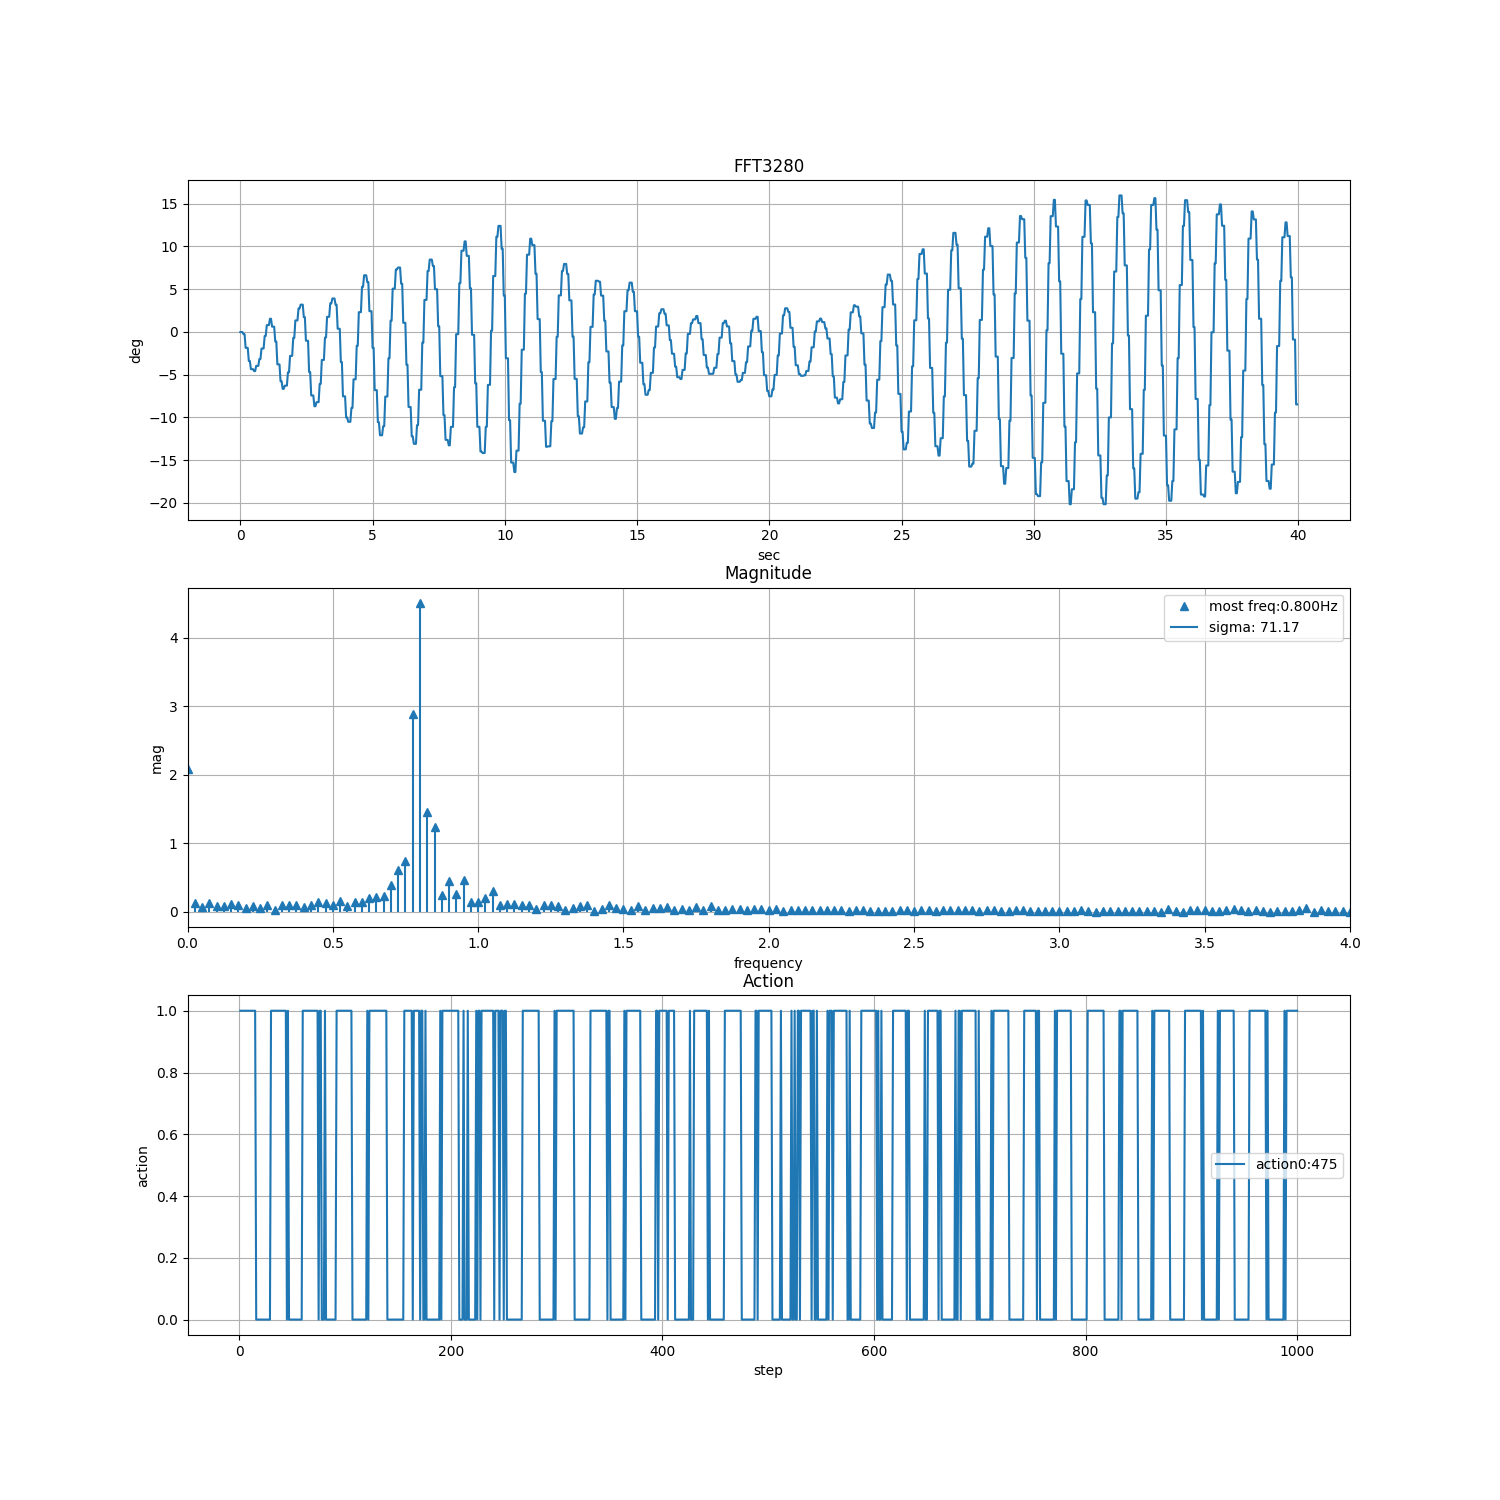 FFT3280
15
10
5
0
−5
−10
−15
−20
deg
0 5 10 15 20 25 30 35 40
sec
Magnitude
most freq:0.800Hz
sigma: 71.17
4
3
2
1
0
mag
0.0 0.5 1.0 1.5 2.0 2.5 3.0 3.5 4.0
frequency
Action
1.0
0.8
0.6
0.4
0.2
0.0
action
action0:475
0 200 400 600 800 1000
step